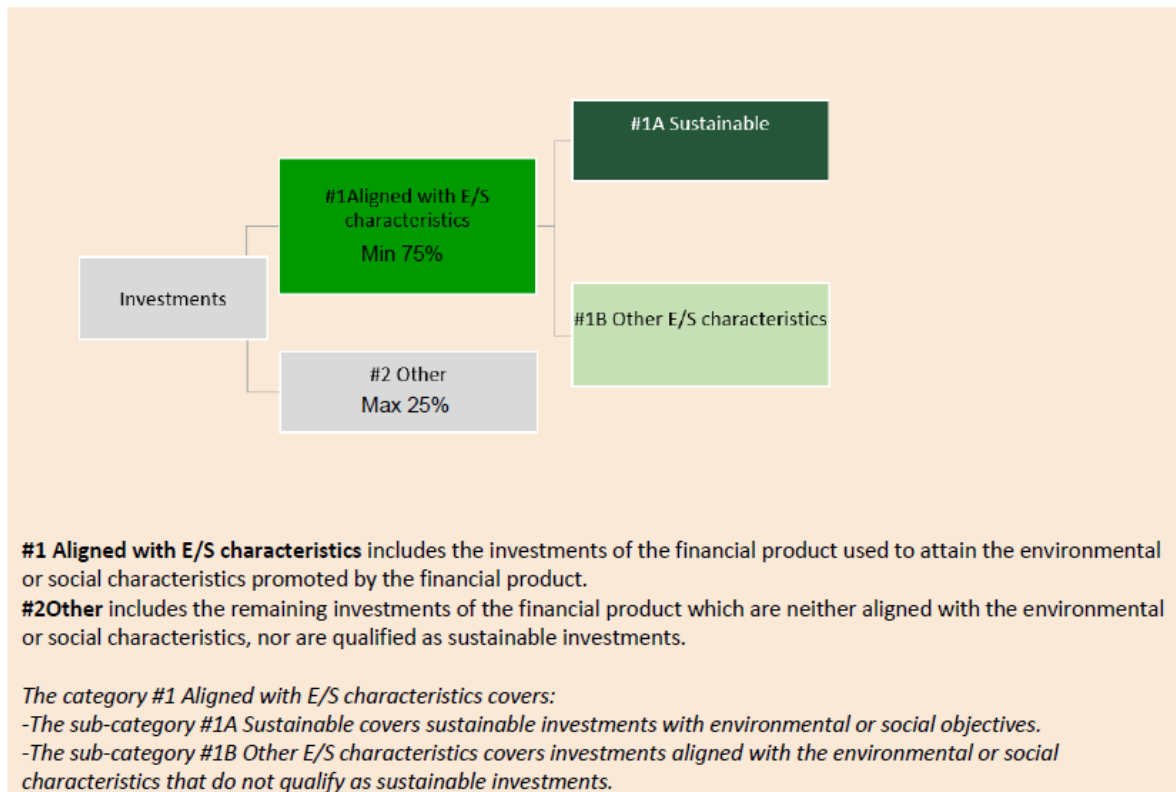 #1A Sustainable
#1Aligned with E/S
characteristics
Min 75%
Investments
#1B Other E/S characteristics
#2 Other
Max 25%
#1 Aligned with E/S characteristics includes the investments of the financial product used to attain the environmental
or social characteristics promoted by the financial product.
#2Other includes the remaining investments of the financial product which are neither aligned with the environmental
or social characteristics, nor are qualified as sustainable investments.
The category #1 Aligned with E/S characteristics covers:
-The sub-category #1A Sustainable covers sustainable investments with environmental or social objectives.
-The sub-category #1B Other E/S characteristics covers investments aligned with the environmental or social
characteristics that do not qualify as sustainable investments.